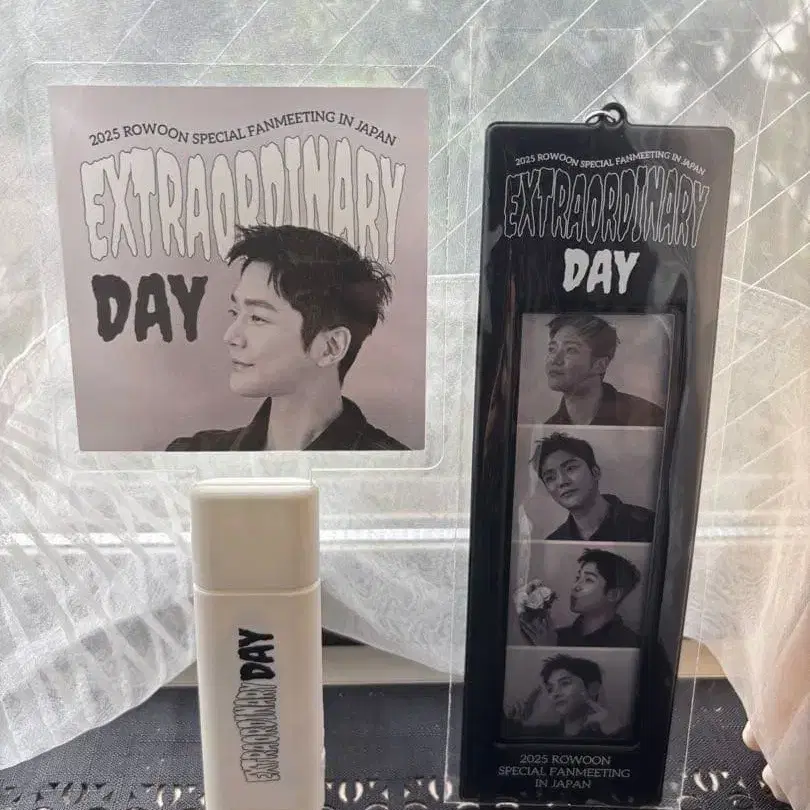 2025 ROWOON SPECIAL FANMEETING IN JAPAN
EXTRAORDINARY
DAY
EXTRAORDINARY DAY
2025 ROWOON SPECIAL FANMEETING IN JAPAN
EXTRAORDINARY
DAY
2025 ROWOON
SPECIAL FANMEETING
IN JAPAN